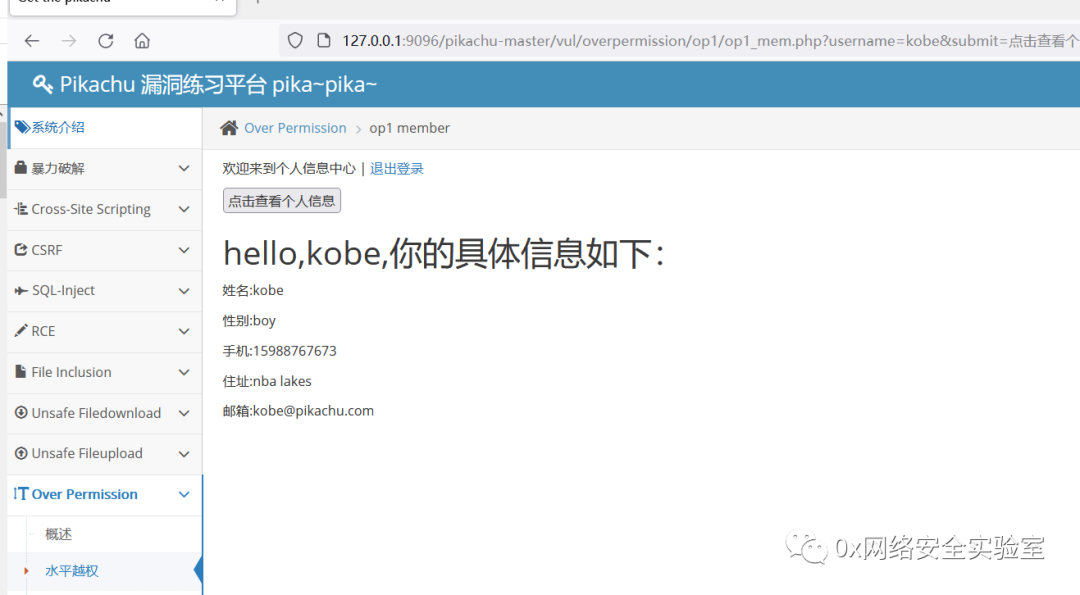 127.0.0.1:9096/pikachu-master/vul/overpermission/op1/op1_mem.php?username=kobe&submit=点击查看个
Pikachu 漏洞练习平台 pika~pika~
系统介绍
Over Permission > op1 member
暴力破解
欢迎来到个人信息中心 | 退出登录
点击查看个人信息
Cross-Site Scripting
CSRF
hello,kobe,你的具体信息如下：
SQL-Inject
姓名:kobe
性别:boy
RCE
手机:15988767673
File Inclusion
住址:nba lakes
Unsafe Filedownload
邮箱:kobe@pikachu.com
Unsafe Fileupload
Over Permission
概述
水平越权
0x网络安全实验室